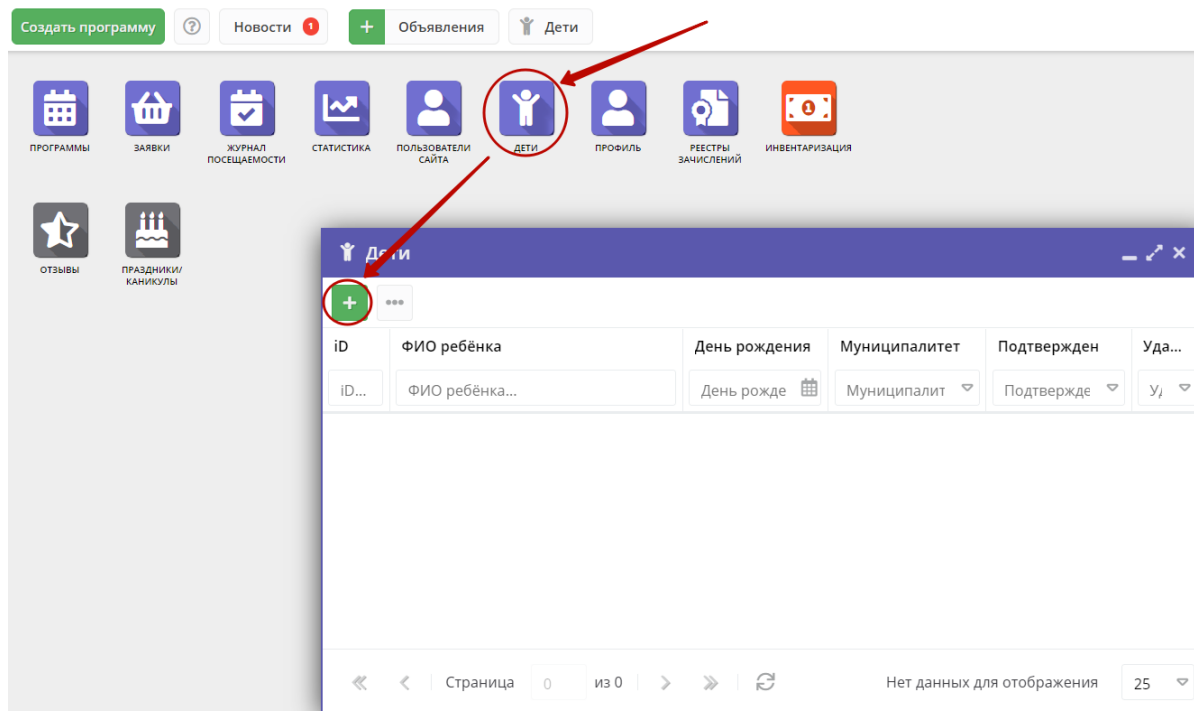 Создать программу
?
Новости 1
+ Объявления
Дети
ПРОГРАММЫ
ЗАЯВКИ
ЖУРНАЛ
ПОСЕЩАЕМОСТИ
СТАТИСТИКА
ПОЛЬЗОВАТЕЛИ
САЙТА
ДЕТИ
ПРОФИЛЬ
РЕЕСТРЫ
ЗАЧИСЛЕНИЙ
1
ИНВЕНТАРИЗАЦИЯ
ОТЗЫВЫ
ПРАЗДНИКИ/
КАНИКУЛЫ
Дети
+
iD ФИО ребёнка День рождения Муниципалитет Подтвержден Уда...
iD... ФИО ребёнка... День рожде Муниципалит Подтвержде
Страница 0 из 0 Нет данных для отображения 25